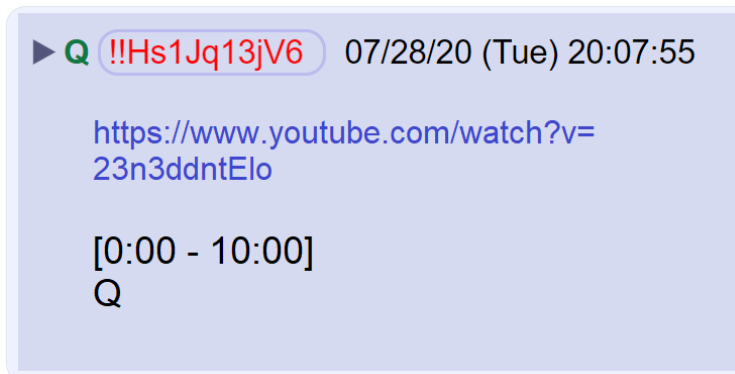 ▶ Q !!Hs1Jq13jV6 07/28/20 (Tue) 20:07:55
https://www.youtube.com/watch?v=
23n3ddntElo
[0:00 - 10:00]
Q